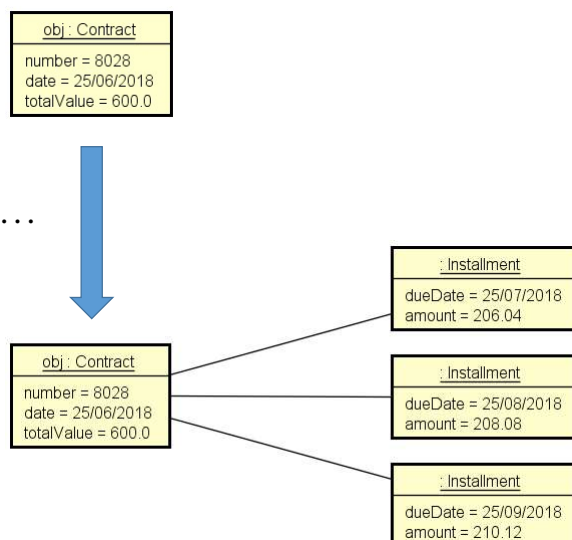 obj : Contract
number = 8028
date = 25/06/2018
totalValue = 600.0
...
: Installment
dueDate = 25/07/2018
amount = 206.04
obj : Contract
number = 8028
date = 25/06/2018
totalValue = 600.0
: Installment
dueDate = 25/08/2018
amount = 208.08
: Installment
dueDate = 25/09/2018
amount = 210.12